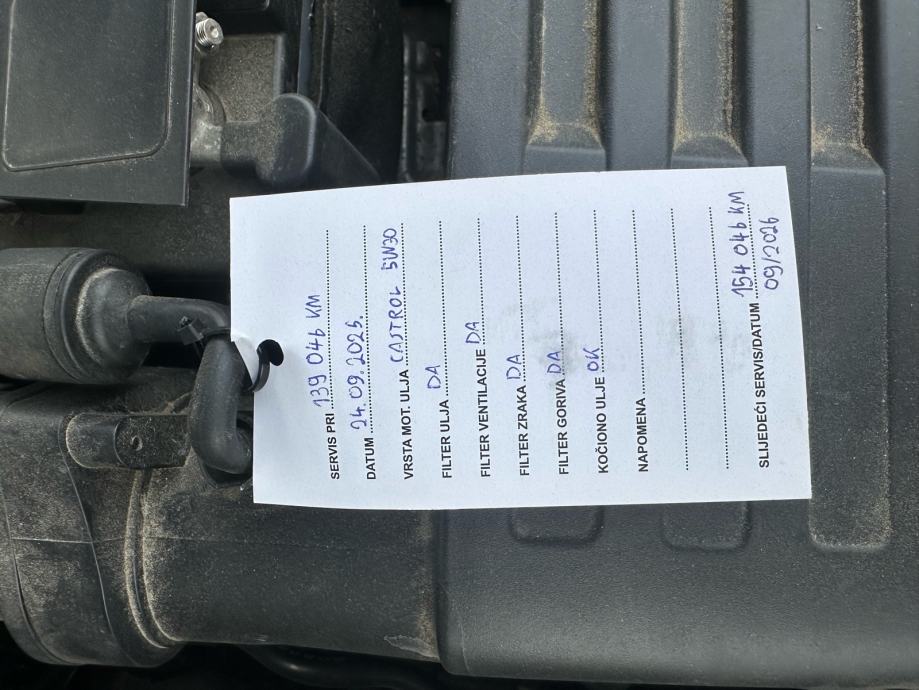 SERVIS PRI 139 046 KM
DATUM 24.09.2025.
VRSTA MOT. ULJA CASTROL 5W30
FILTER ULJA DA
FILTER VENTILACIJE DA
FILTER ZRAKA DA
FILTER GORIVA DA
KOČIONO ULJE OK
NAPOMENA
SLIJEDEĆI SERVIS/DATUM 154 046 KM
09/2026